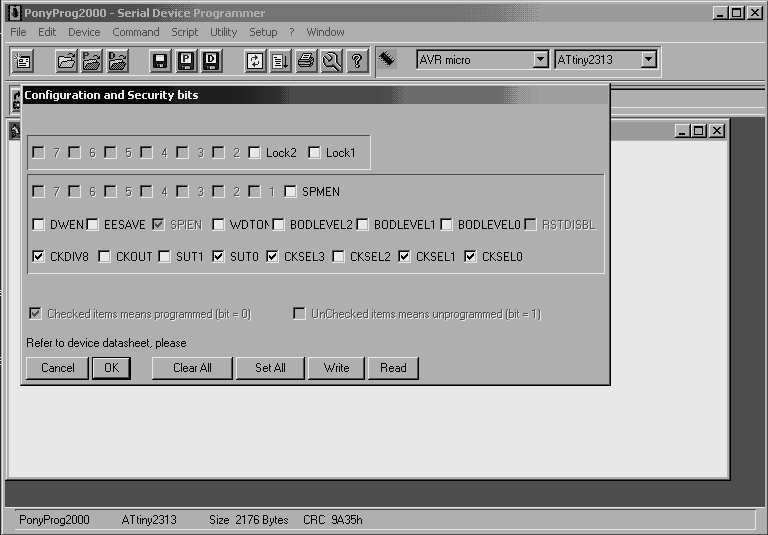 PonyProg2000 - Serial Device Programmer
File Edit Device Command Script Utility Setup ? Window
AVR micro ATtiny2313
Configuration and Security bits
7 6 5 4 3 2 Lock2 Lock1
7 6 5 4 3 2 1 SPMEN
DWEN EESAVE SPIEN WDTON BODLEVEL2 BODLEVEL1 BODLEVEL0 RSTDISBL
CKDIV8 CKOUT SUT1 SUT0 CKSEL3 CKSEL2 CKSEL1 CKSEL0
Checked items means programmed (bit = 0) UnChecked items means unprogrammed (bit = 1)
Refer to device datasheet, please
Cancel OK Clear All Set All Write Read
PonyProg2000 ATtiny2313 Size 2176 Bytes CRC 9A35h